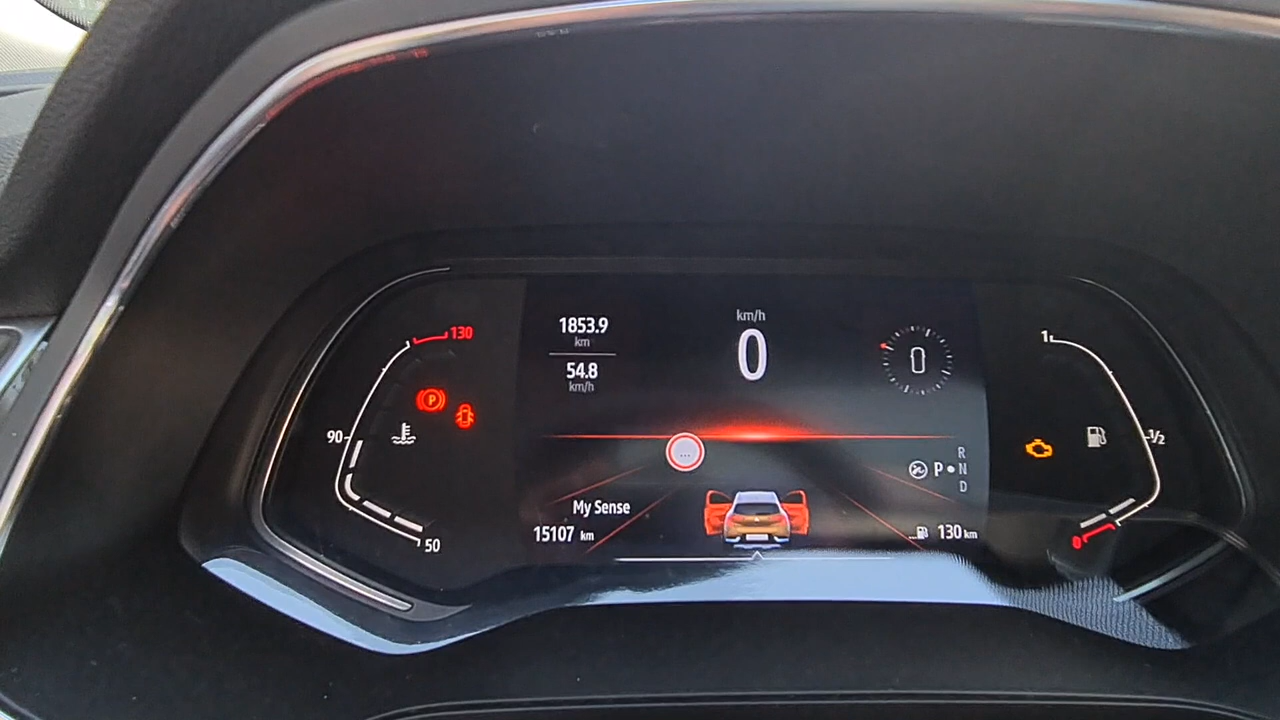 130
90
50
P
1853.9
km
54.8
km/h
km/h
0
...
My Sense
15107 km
R
P • N
D
... 130 km
1
1/2
0